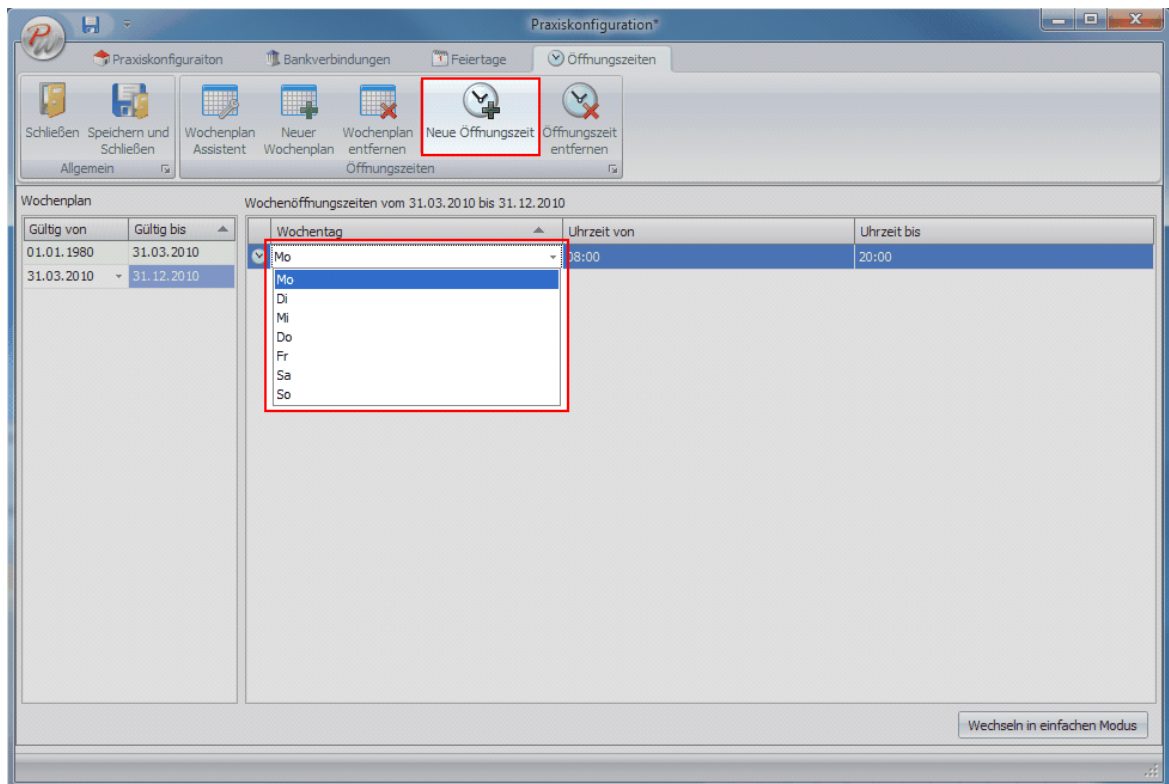 Praxiskonfiguration*
PW
Praxiskonfiguraiton Bankverbindungen Feiertage Öffnungszeiten
Schließen Speichern und Schließen Wochenplan Assistent Neuer Wochenplan Wochenplan entfernen Neue Öffnungszeit Öffnungszeit entfernen
Allgemein Öffnungszeiten
Wochenplan Wochenöffnungszeiten vom 31.03.2010 bis 31.12.2010
Gültig von Gültig bis Wochentag Uhrzeit von Uhrzeit bis
01.01.1980 31.03.2010 Mo 08:00 20:00
31.03.2010 31.12.2010 Mo
Di
Mi
Do
Fr
Sa
So
Wechseln in einfachen Modus